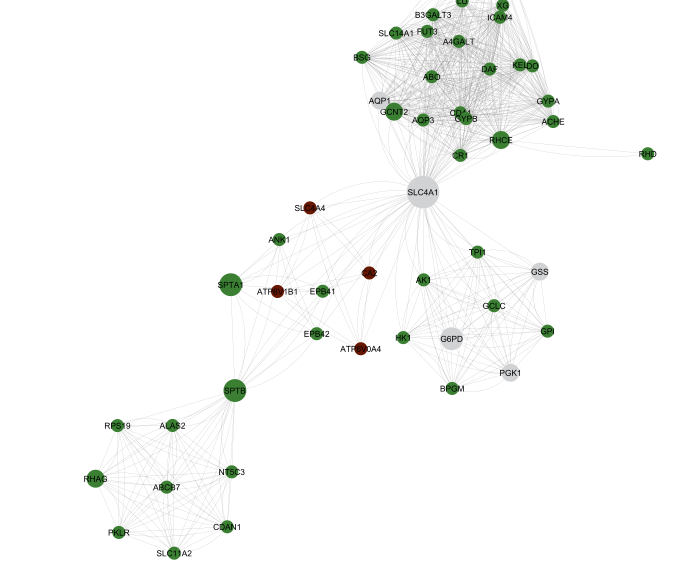 XG
B3GALT3
ICAM4
SLC14A1
FUT3
A4GALT
BSG
DAF
KEL
DO
ABO
AQP1
GCNT2
GYPA
AQP3
GYPB
ACHE
RHCE
CR1
RHD
SLC4A1
SLC4A4
ANK1
TPI1
GSS
CA2
SPTA1
AK1
ATP6V1B1
EPB41
GCLC
EPB42
HK1
G6PD
GPI
ATP6V0A4
PGK1
SPTB
BPGM
RPS19
ALAS2
NT5C3
RHAG
ABCB7
CDAN1
PKLR
SLC11A2